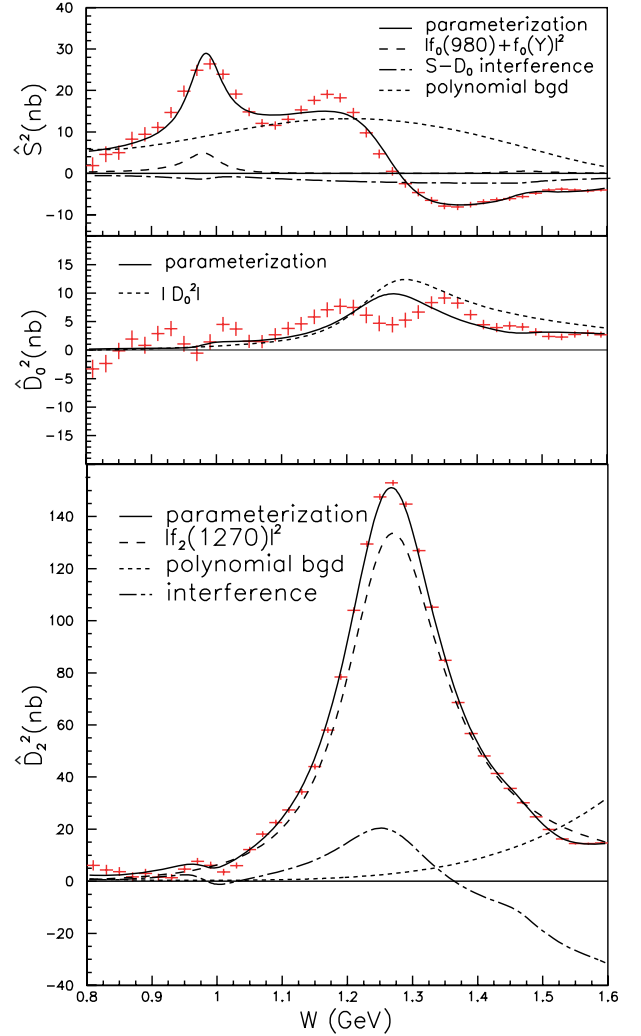 40
30
20
10
0
-10
Ŝ²(nb)
parameterization
|f₀(980)+f₀(Y)|²
S-D₀ interference
polynomial bgd
15
10
5
0
-5
-10
-15
D̂₀²(nb)
parameterization
| D₀²|
140
120
100
80
60
40
20
0
-20
-40
D̂₂²(nb)
parameterization
|f₂(1270)|²
polynomial bgd
interference
0.8 0.9 1 1.1 1.2 1.3 1.4 1.5 1.6
W (GeV)